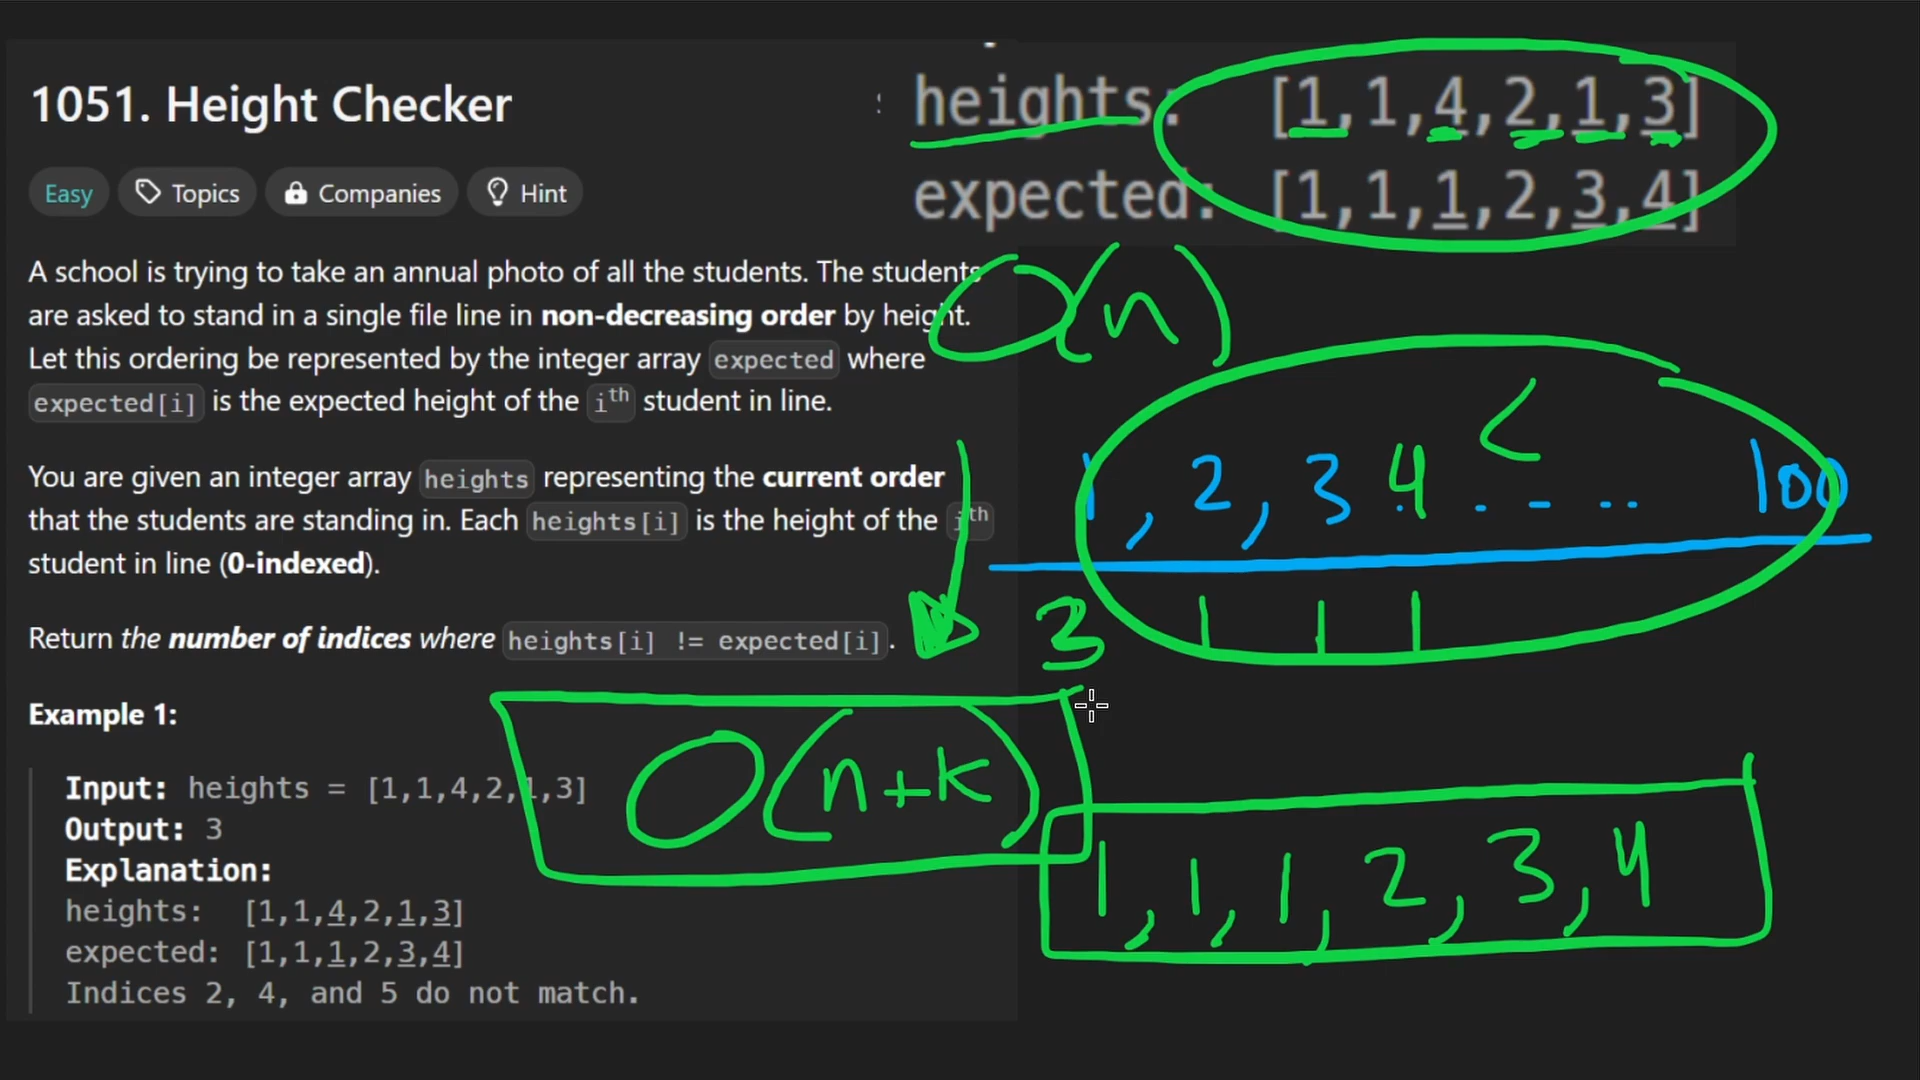 1051. Height Checker
Easy Topics Companies Hint
A school is trying to take an annual photo of all the students. The students
are asked to stand in a single file line in non-decreasing order by height.
Let this ordering be represented by the integer array expected where
expected[i] is the expected height of the ith student in line.
You are given an integer array heights representing the current order
that the students are standing in. Each heights[i] is the height of the ith
student in line (0-indexed).
Return the number of indices where heights[i] != expected[i].
Example 1:
Input: heights = [1,1,4,2,1,3]
Output: 3
Explanation:
heights: [1,1,4,2,1,3]
expected: [1,1,1,2,3,4]
Indices 2, 4, and 5 do not match.
heights: [1,1,4,2,1,3]
expected: [1,1,1,2,3,4]
O(n)
<
1, 2, 3 4 . - - - - 100
3 1 1 1
O(n+k)
1, 1, 1, 2, 3, 4